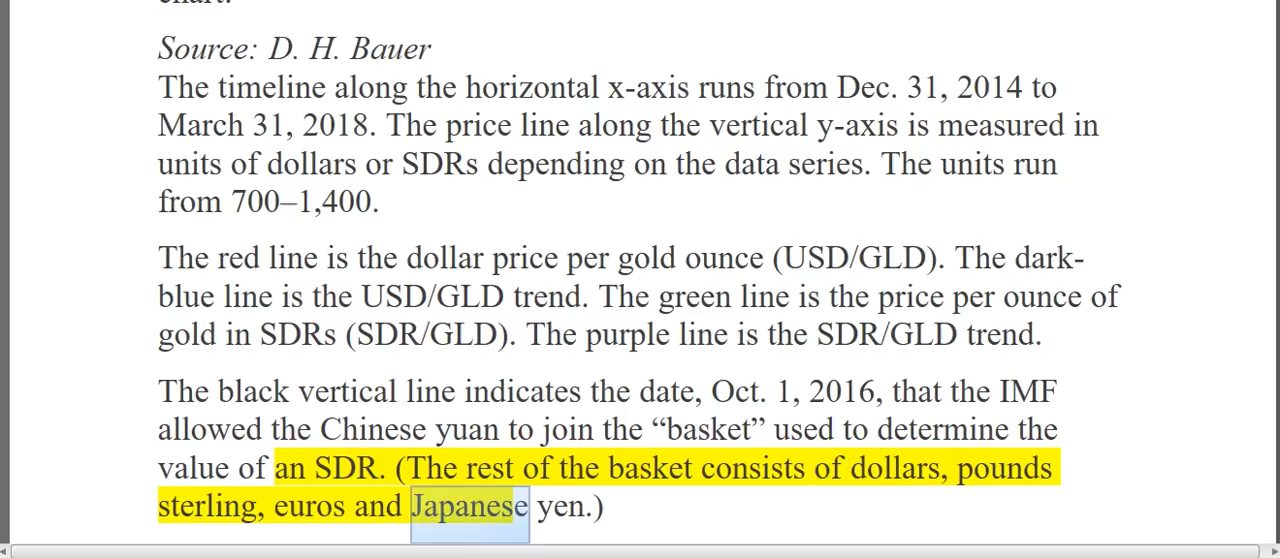 chart.
Source: D. H. Bauer
The timeline along the horizontal x-axis runs from Dec. 31, 2014 to
March 31, 2018. The price line along the vertical y-axis is measured in
units of dollars or SDRs depending on the data series. The units run
from 700–1,400.
The red line is the dollar price per gold ounce (USD/GLD). The dark-
blue line is the USD/GLD trend. The green line is the price per ounce of
gold in SDRs (SDR/GLD). The purple line is the SDR/GLD trend.
The black vertical line indicates the date, Oct. 1, 2016, that the IMF
allowed the Chinese yuan to join the “basket” used to determine the
value of an SDR. (The rest of the basket consists of dollars, pounds
sterling, euros and Japanese yen.)